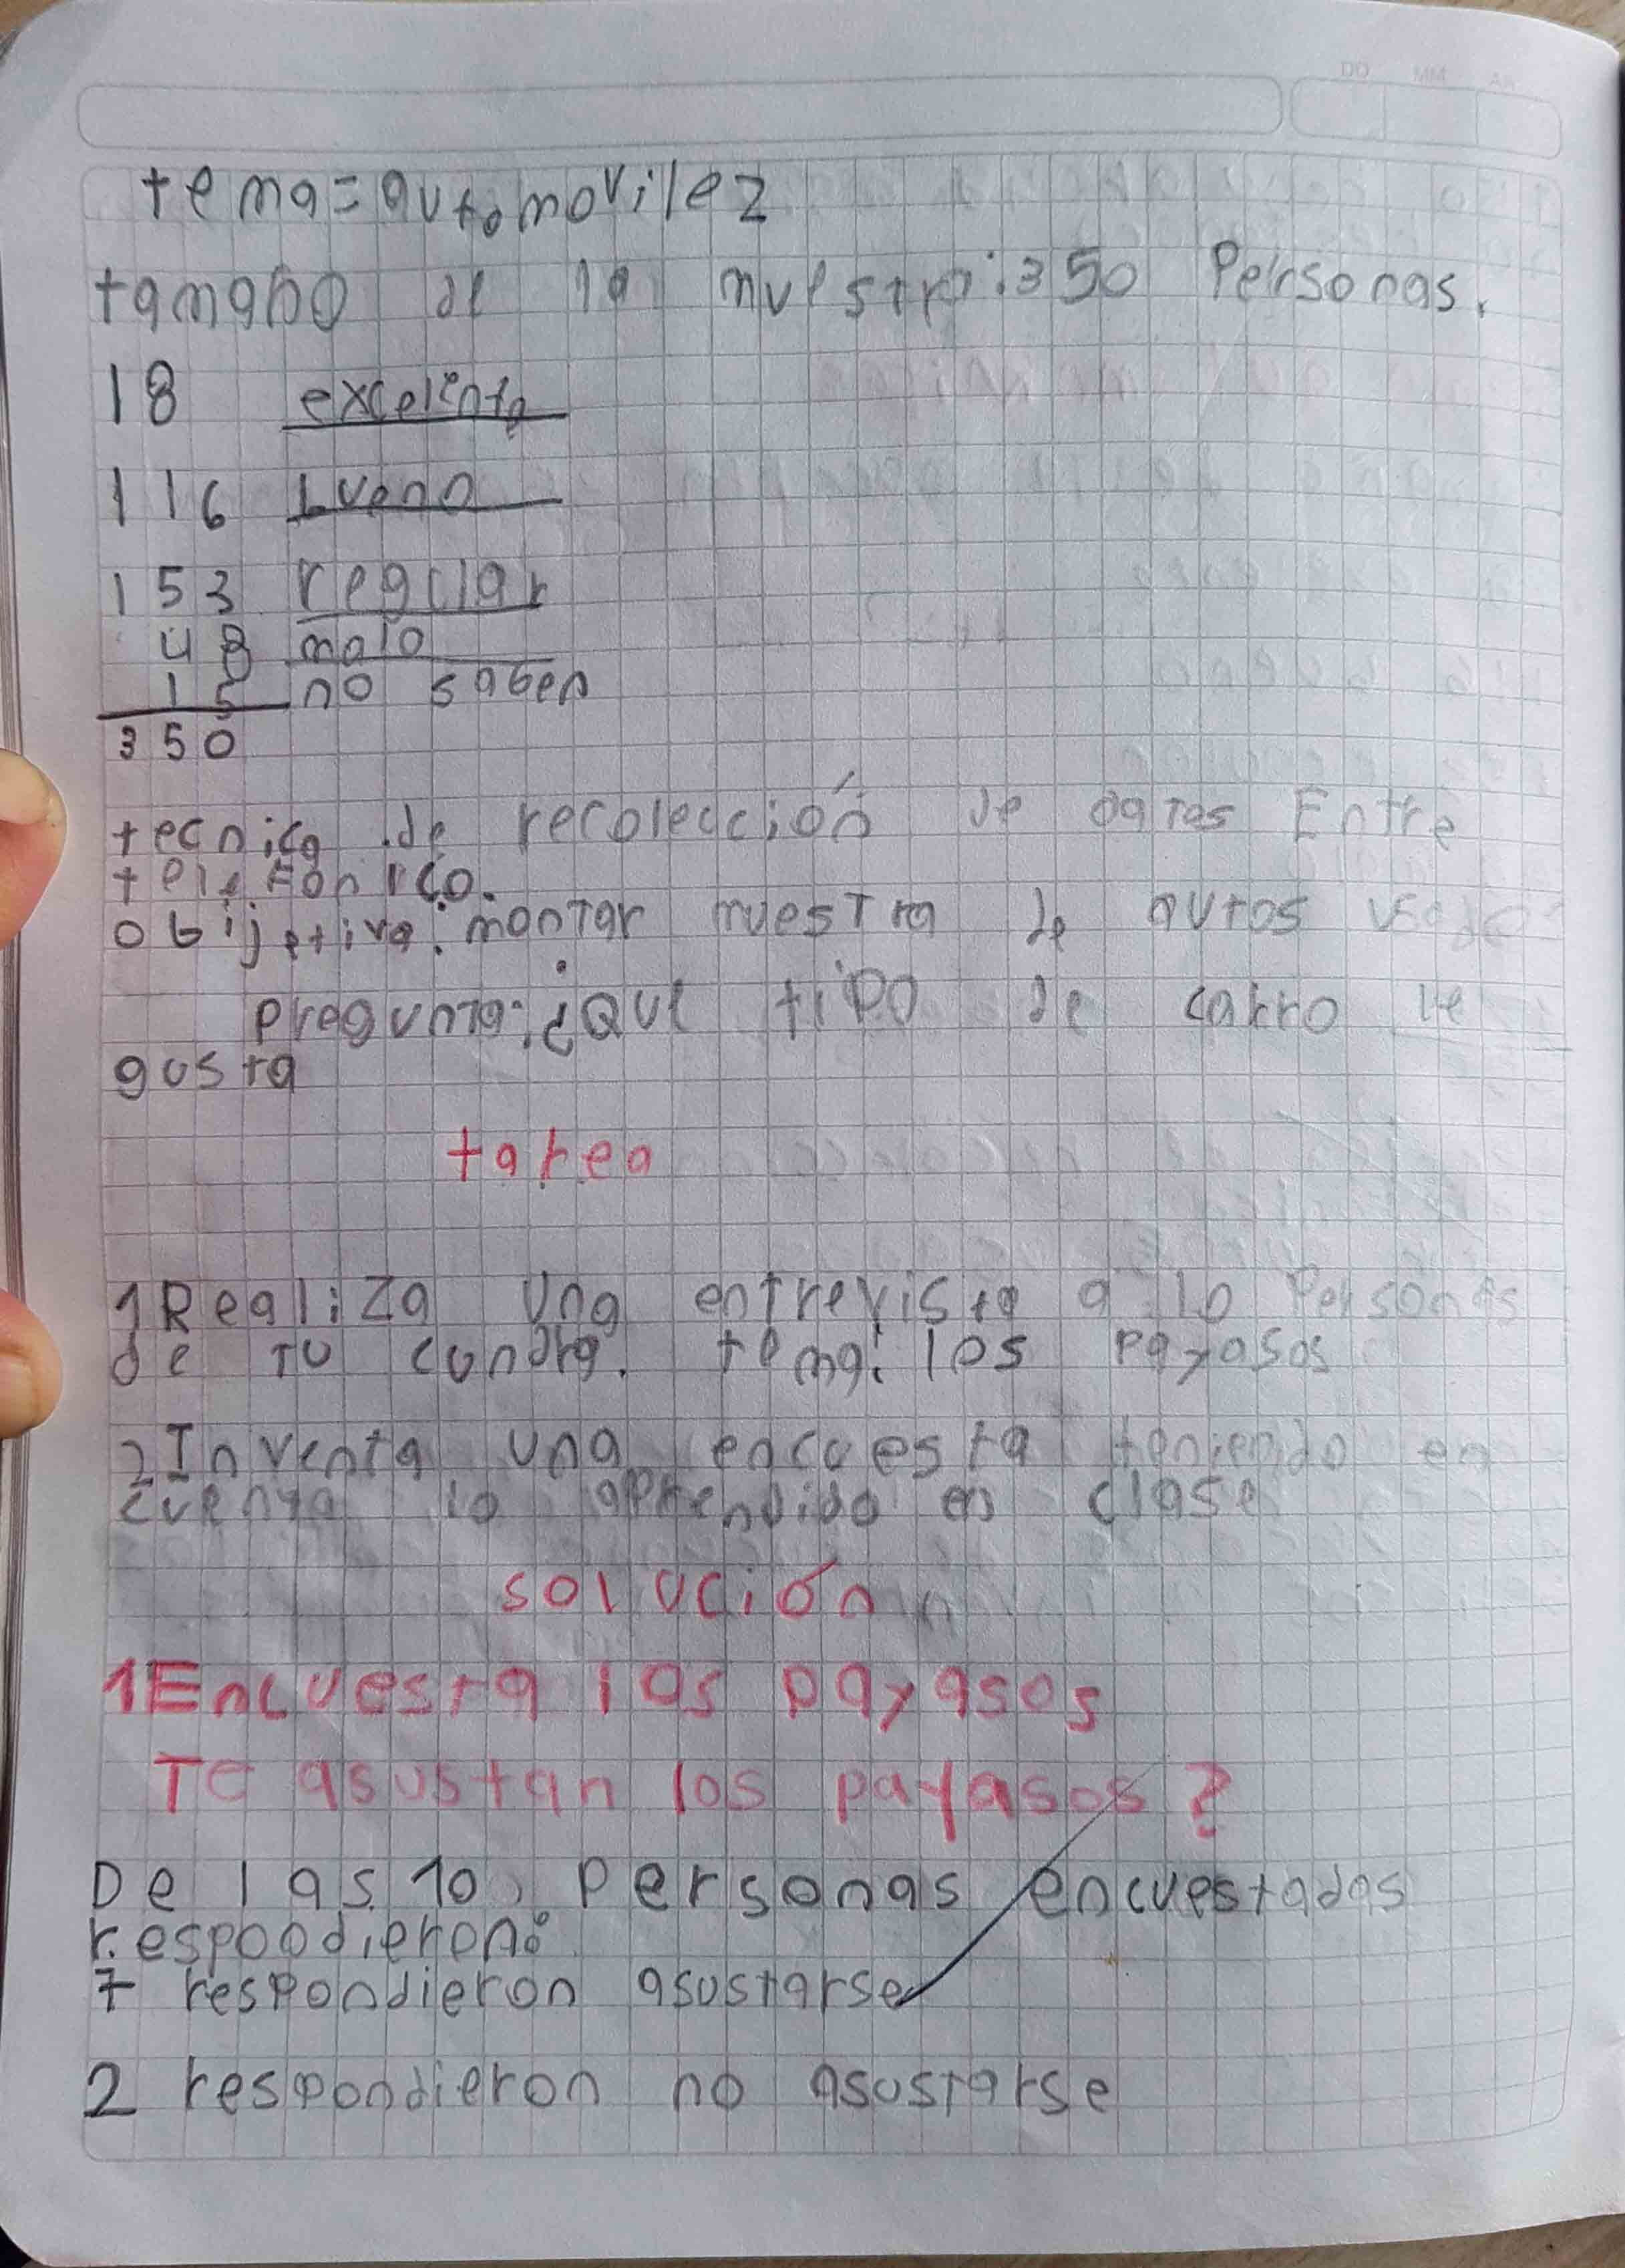 DD MM AA
tema=automovilez
tamaño de la muestra:350 Personas.
18 excelente
116 bueno
153 regular
48 malo
15 no saben
350
tecnica de recolección de datos Entre
telefonico.
obijetiva: montar muestra de autos
pregunta: ¿Que tipo de carro le
gusta
tarea
1 Realiza una entrevista a 10 Personas
de tu cuadra. tema: los payasos
2 Inventa una encuesta teniendo en
cuenta lo aprendido en clase
solución
1 Encuesta los payasos
Te asustan los payasos?
De las 10 personas encuestadas
respondieron:
7 respondieron asustarse
2 respondieron no asustarse